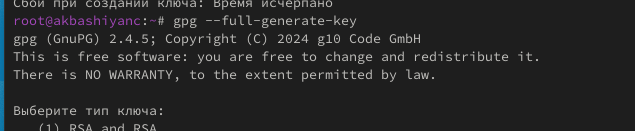 Сбой при создании ключа: Время исчерпано
root@akbashiyanc:~# gpg --full-generate-key
gpg (GnuPG) 2.4.5; Copyright (C) 2024 g10 Code GmbH
This is free software: you are free to change and redistribute it.
There is NO WARRANTY, to the extent permitted by law.
Выберите тип ключа:
(1) RSA and RSA